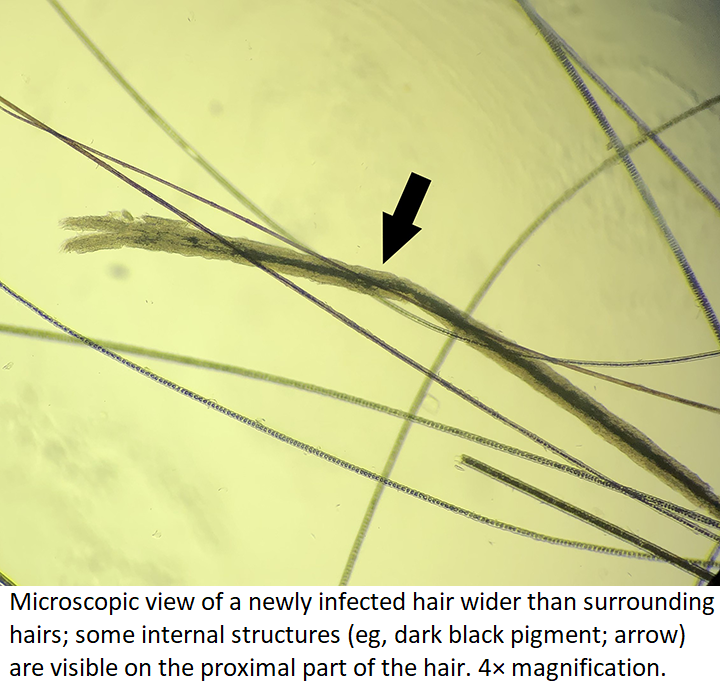 Microscopic view of a newly infected hair wider than surrounding
hairs; some internal structures (eg, dark black pigment; arrow)
are visible on the proximal part of the hair. 4× magnification.